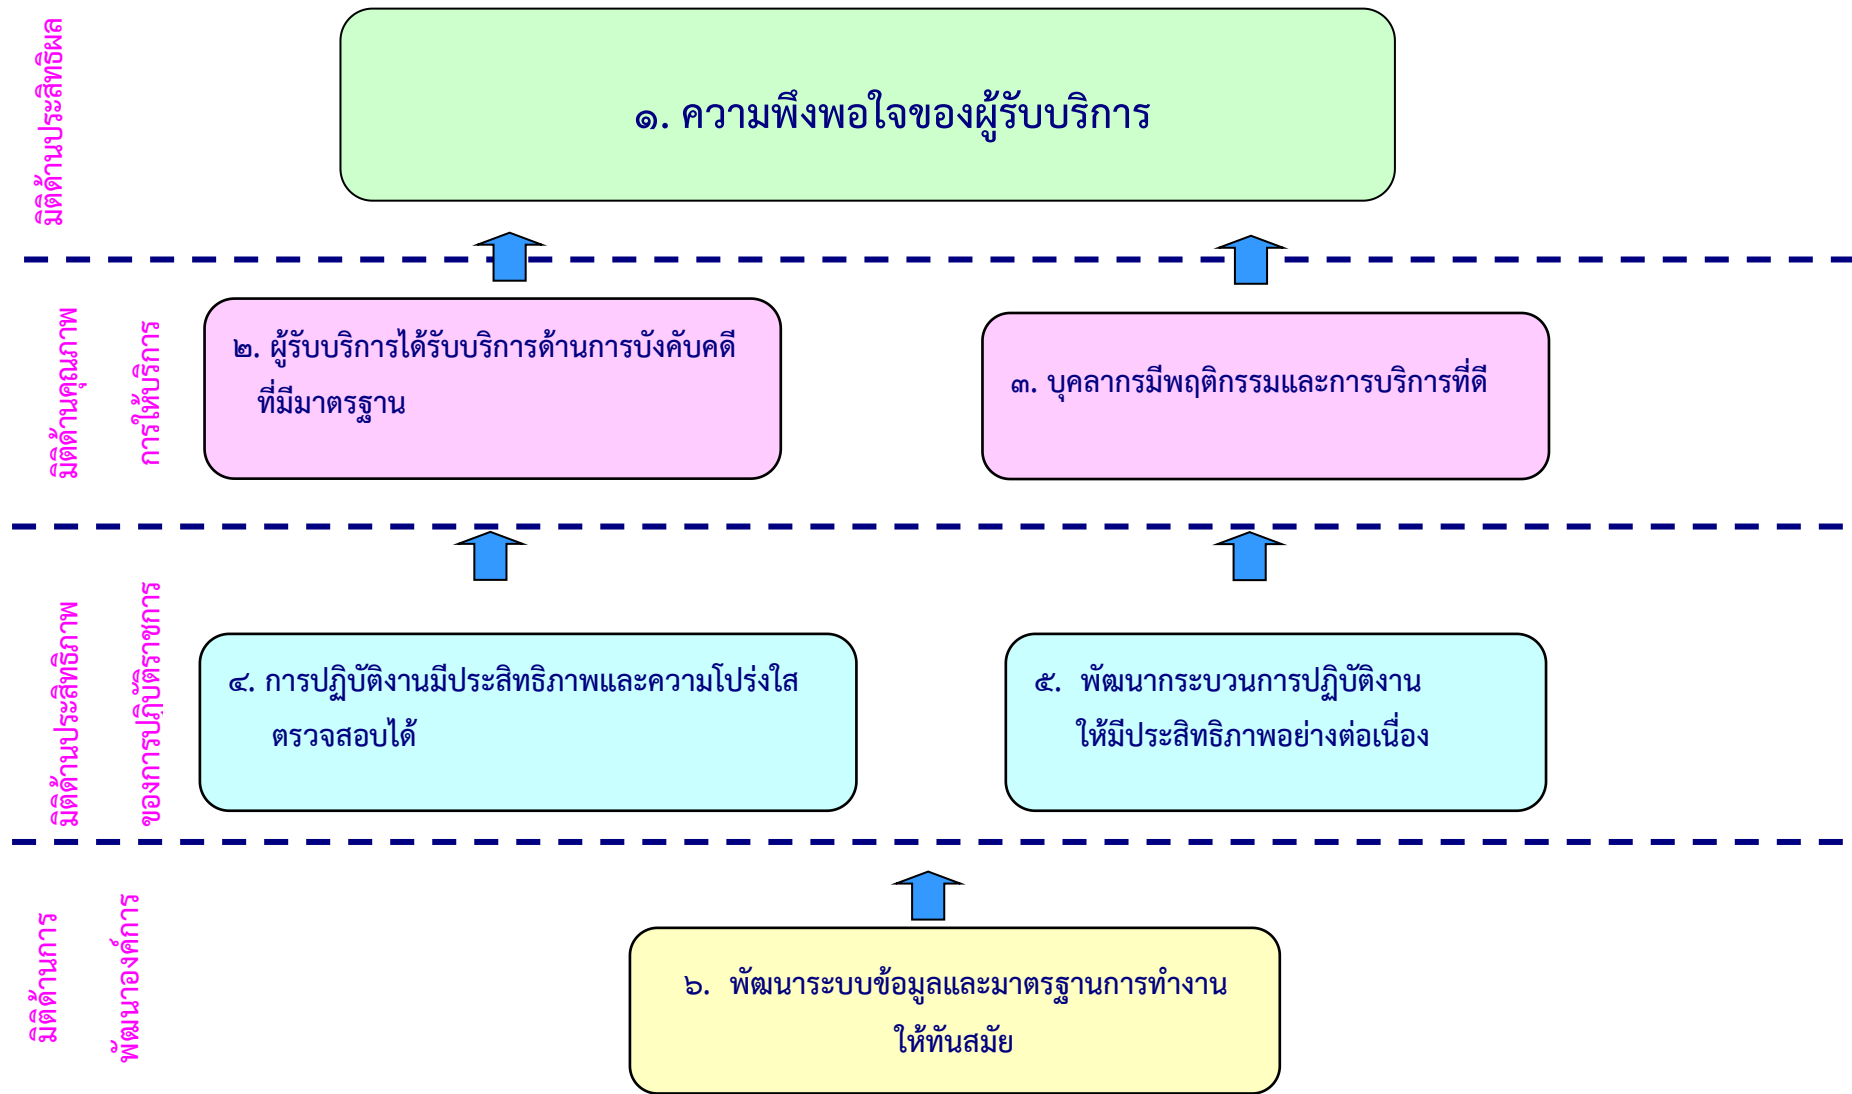 มิติด้านประสิทธิผล
๑. ความพึงพอใจของผู้รับบริการ
มิติด้านคุณภาพ
การให้บริการ
๒. ผู้รับบริการได้รับบริการด้านการบังคับคดี
ที่มีมาตรฐาน
๓. บุคลากรมีพฤติกรรมและการบริการที่ดี
มิติด้านประสิทธิภาพ
ของการปฏิบัติราชการ
๔. การปฏิบัติงานมีประสิทธิภาพและความโปร่งใส
ตรวจสอบได้
๕. พัฒนากระบวนการปฏิบัติงาน
ให้มีประสิทธิภาพอย่างต่อเนื่อง
มิติด้านการ
พัฒนาองค์การ
๖. พัฒนาระบบข้อมูลและมาตรฐานการทำงาน
ให้ทันสมัย